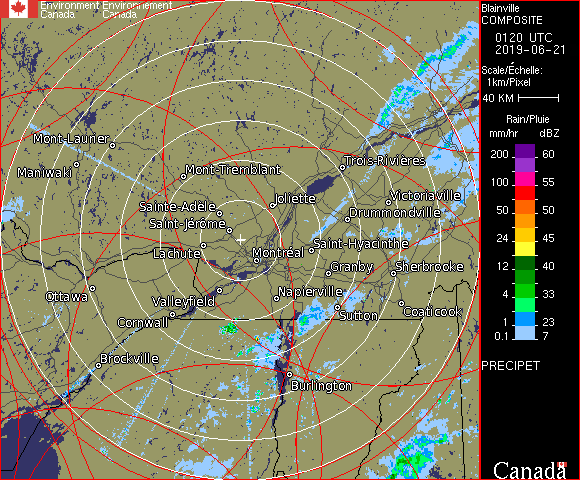 Environment Environnement
Canada Canada
Blainville
COMPOSITE
0120 UTC
2019-06-21
Scale/Échelle:
1km/Pixel
40 KM
Rain/Pluie
mm/hr dBZ
200 60
100 55
50 50
24 45
12 40
4 33
2 30
1 23
0.1 7
PRECIPET
Canada
Mont-Laurier
Maniwaki
Mont-Tremblant
Trois-Rivières
Sainte-Adèle
Joliette
Victoriaville
Drummondville
Saint-Jérôme
Lachute
Montréal
Saint-Hyacinthe
Granby
Sherbrooke
Ottawa
Valleyfield
Napierville
Cornwall
Sutton
Coaticook
Brockville
Burlington